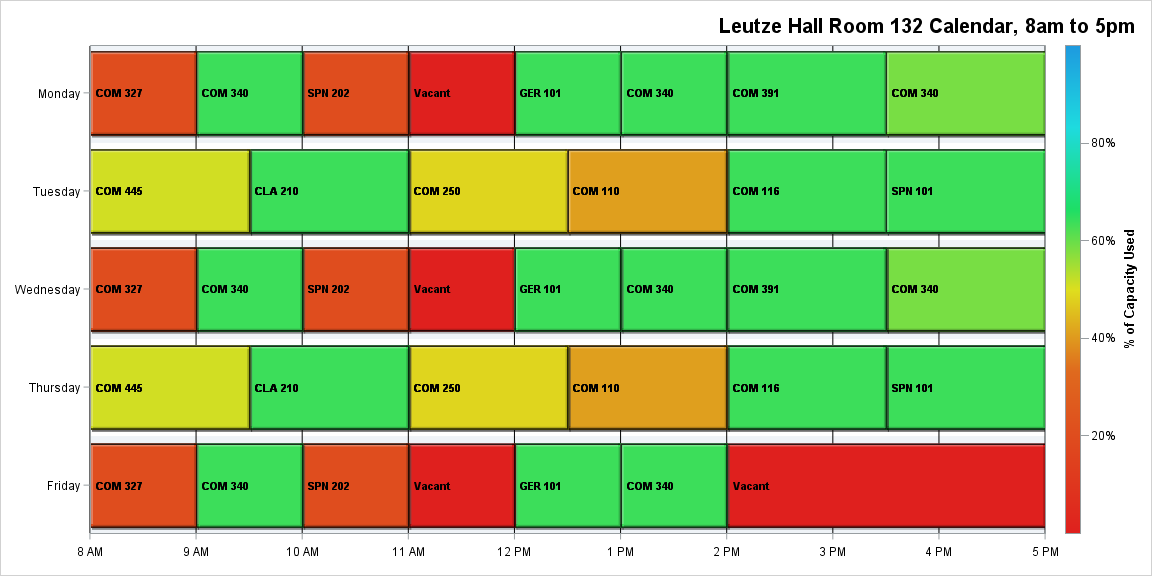 Leutze Hall Room 132 Calendar, 8am to 5pm
Monday
COM 327
COM 340
SPN 202
Vacant
GER 101
COM 340
COM 391
COM 340
Tuesday
COM 445
CLA 210
COM 250
COM 110
COM 116
SPN 101
Wednesday
COM 327
COM 340
SPN 202
Vacant
GER 101
COM 340
COM 391
COM 340
Thursday
COM 445
CLA 210
COM 250
COM 110
COM 116
SPN 101
Friday
COM 327
COM 340
SPN 202
Vacant
GER 101
COM 340
Vacant
8 AM
9 AM
10 AM
11 AM
12 PM
1 PM
2 PM
3 PM
4 PM
5 PM
80%
60%
40%
20%
% of Capacity Used